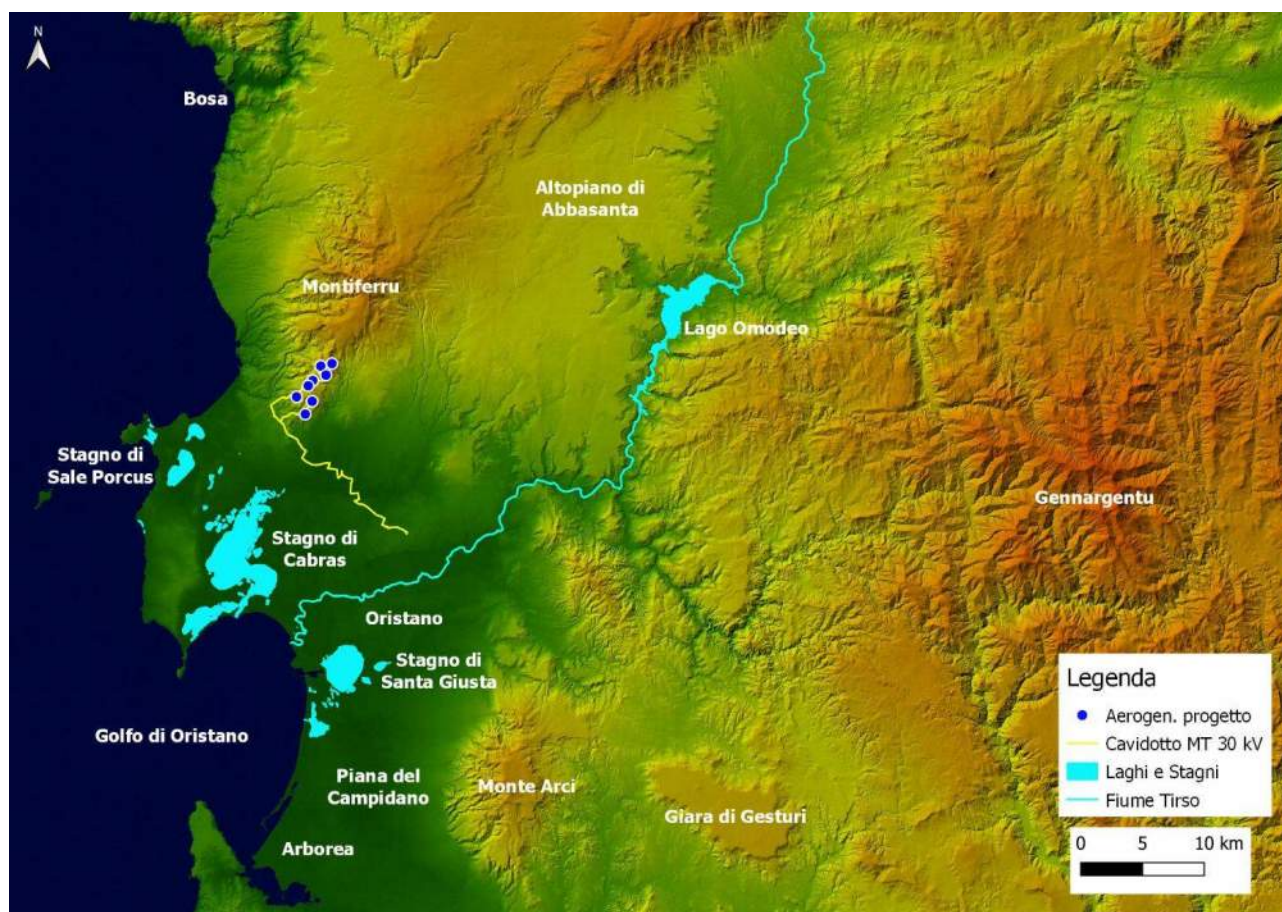 N
Bosa
Altopiano di
Abbasanta
Montiferru
Lago Omodeo
Stagno di
Sale Porcus
Gennargentu
Stagno di
Cabras
Oristano
Stagno di
Santa Giusta
Golfo di Oristano
Piana del
Campidano
Monte Arci
Giara di Gesturi
Arborea
Legenda
Aerogen. progetto
Cavidotto MT 30 kV
Laghi e Stagni
Fiume Tirso
0 5 10 km